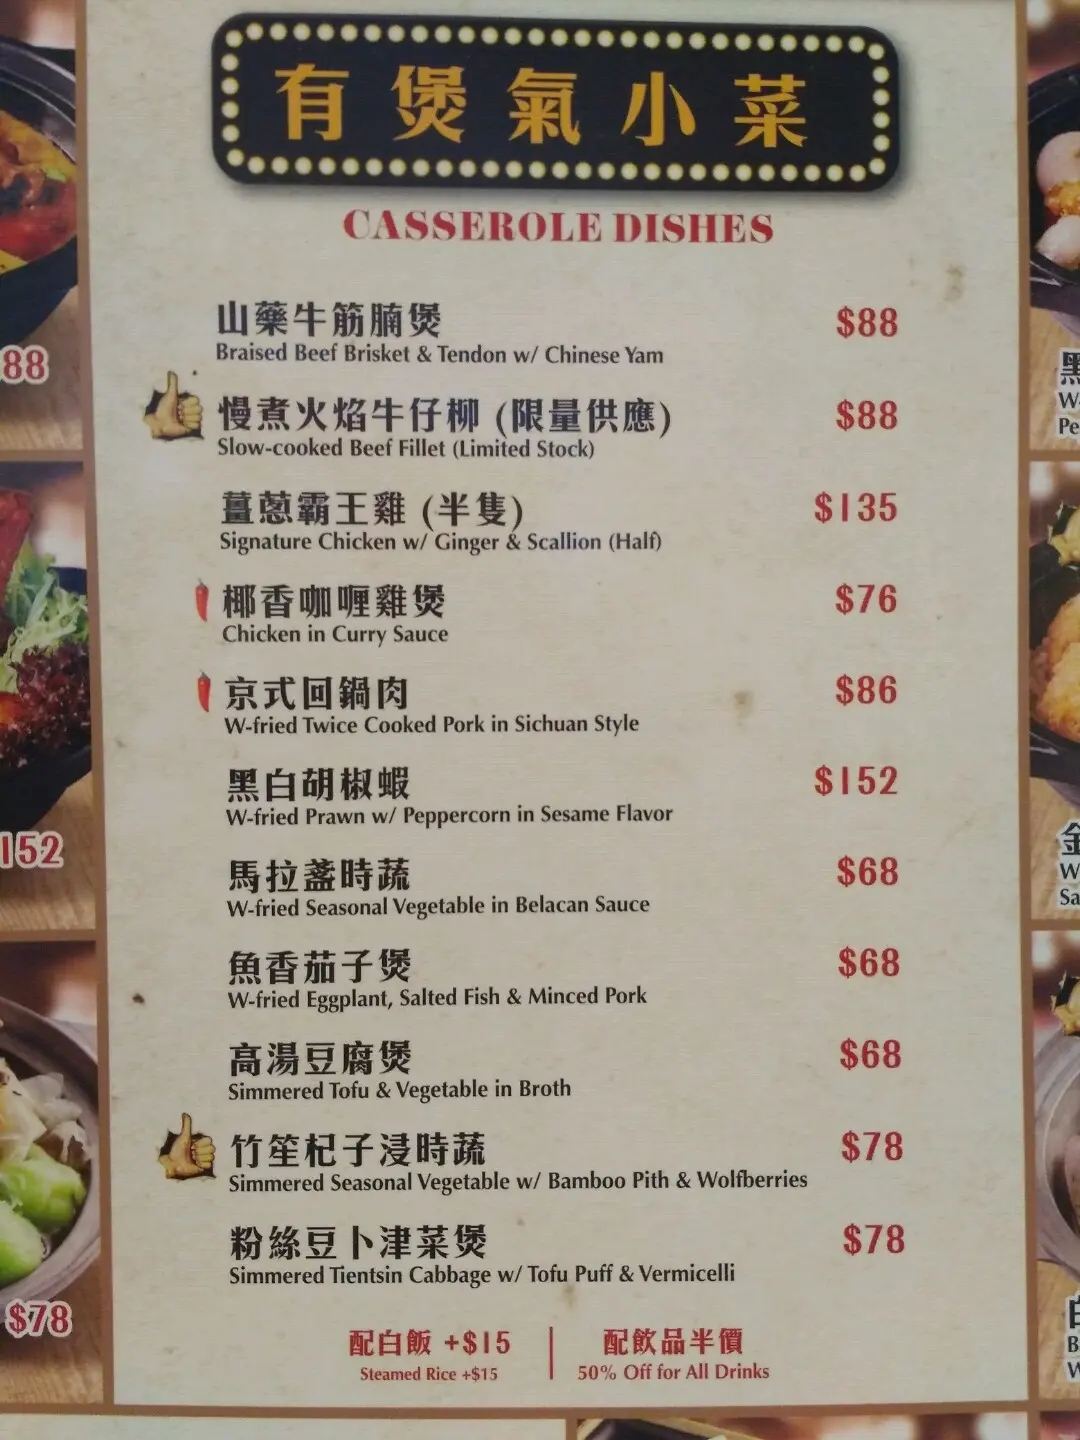 有煲氣小菜
CASSEROLE DISHES
山藥牛筋腩煲 $88
Braised Beef Brisket & Tendon w/ Chinese Yam
慢煮火焰牛仔柳 (限量供應) $88
Slow-cooked Beef Fillet (Limited Stock)
薑蔥霸王雞 (半隻) $135
Signature Chicken w/ Ginger & Scallion (Half)
椰香咖喱雞煲 $76
Chicken in Curry Sauce
京式回鍋肉 $86
W-fried Twice Cooked Pork in Sichuan Style
黑白胡椒蝦 $152
W-fried Prawn w/ Peppercorn in Sesame Flavor
馬拉盞時蔬 $68
W-fried Seasonal Vegetable in Belacan Sauce
魚香茄子煲 $68
W-fried Eggplant, Salted Fish & Minced Pork
高湯豆腐煲 $68
Simmered Tofu & Vegetable in Broth
竹笙杞子浸時蔬 $78
Simmered Seasonal Vegetable w/ Bamboo Pith & Wolfberries
粉絲豆卜津菜煲 $78
Simmered Tientsin Cabbage w/ Tofu Puff & Vermicelli
配白飯 +$15
Steamed Rice +$15
配飲品半價
50% Off for All Drinks
88
152
$78